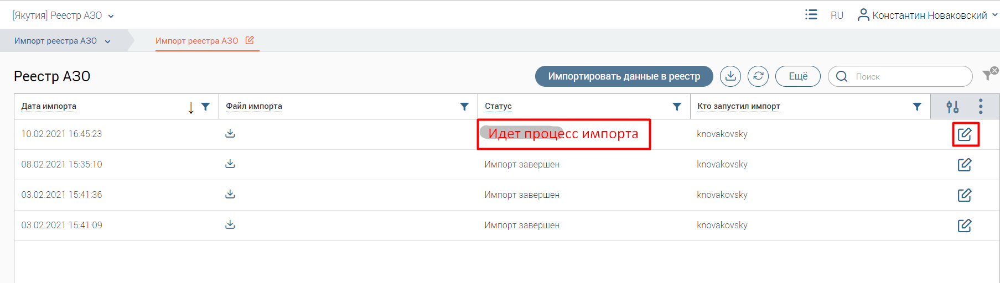 [Якутия] Реестр АЗО
RU
Константин Новаковский
Импорт реестра АЗО
Импорт реестра АЗО
Реестр АЗО
Импортировать данные в реестр
Ещё
Поиск
Дата импорта
Файл импорта
Статус
Кто запустил импорт
10.02.2021 16:45:23
Идет процесс импорта
knovakovsky
08.02.2021 15:35:10
Импорт завершен
knovakovsky
03.02.2021 15:41:36
Импорт завершен
knovakovsky
03.02.2021 15:41:09
Импорт завершен
knovakovsky